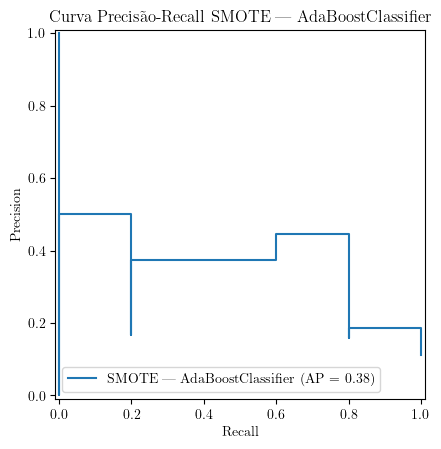 Curva Precisão-Recall SMOTE — AdaBoostClassifier
1.0
0.8
0.6
0.4
0.2
0.0
Precision
SMOTE — AdaBoostClassifier (AP = 0.38)
0.0 0.2 0.4 0.6 0.8 1.0
Recall